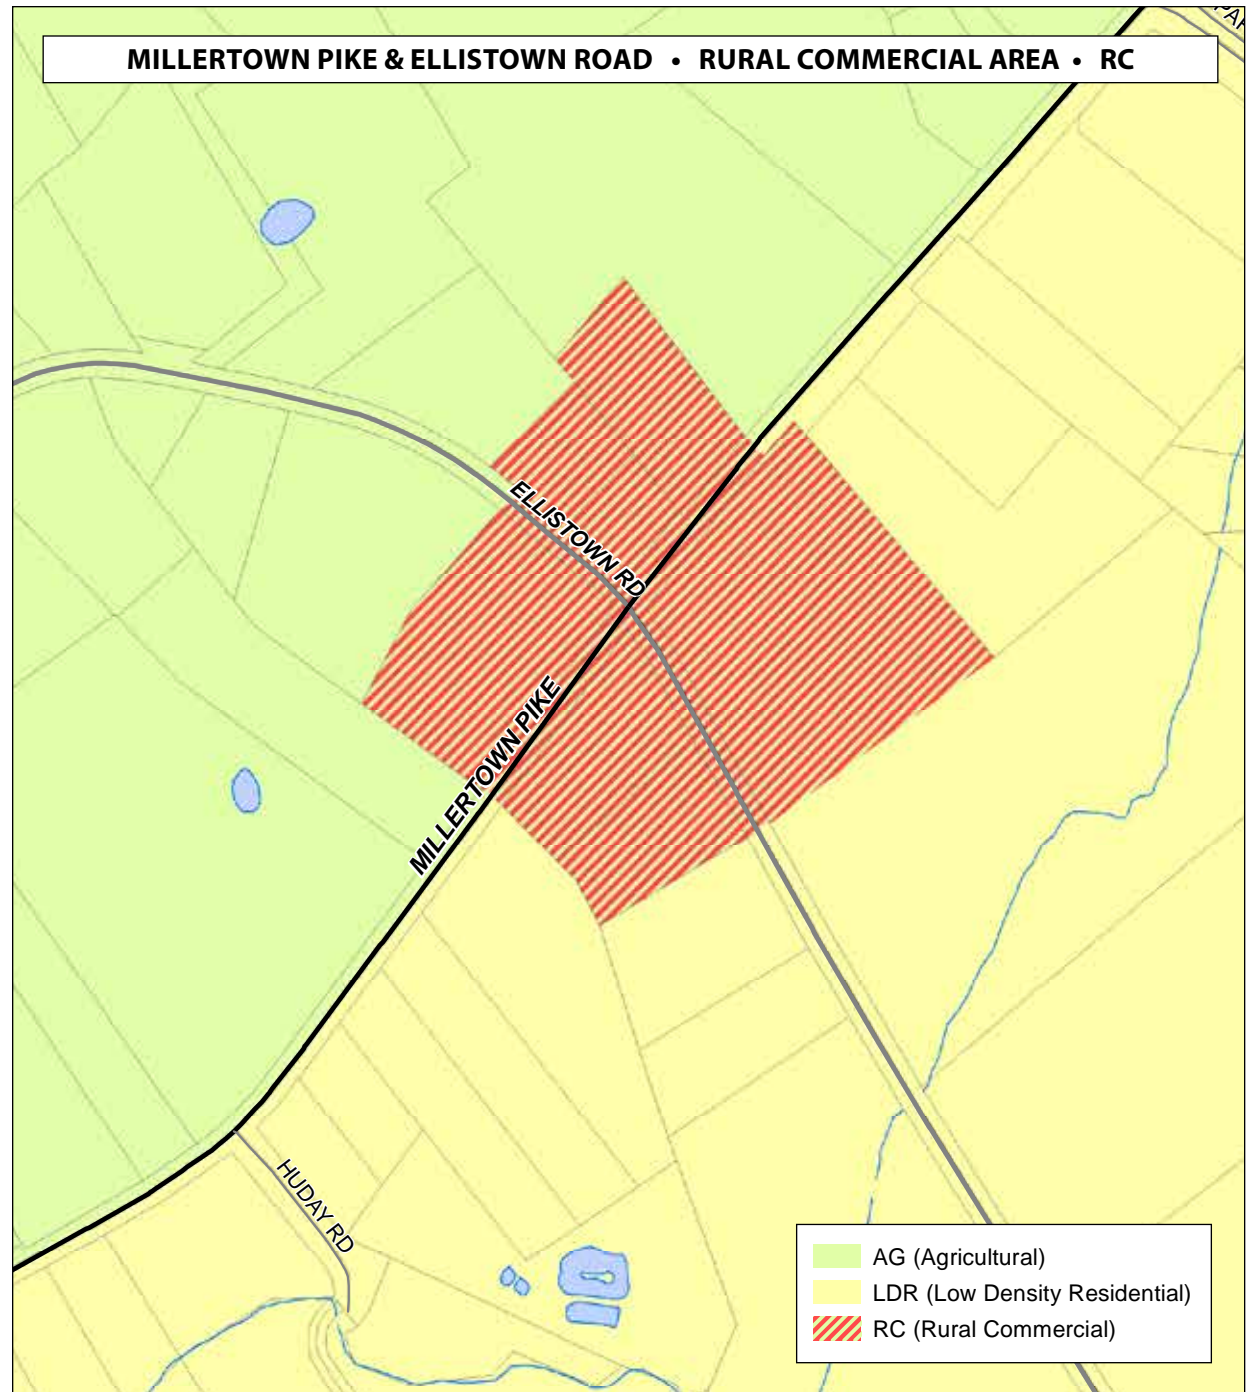 MILLERTOWN PIKE & ELLISTOWN ROAD • RURAL COMMERCIAL AREA • RC
ELLISTOWN RD
MILLERTOWN PIKE
HUDAY RD
AG (Agricultural)
LDR (Low Density Residential)
RC (Rural Commercial)